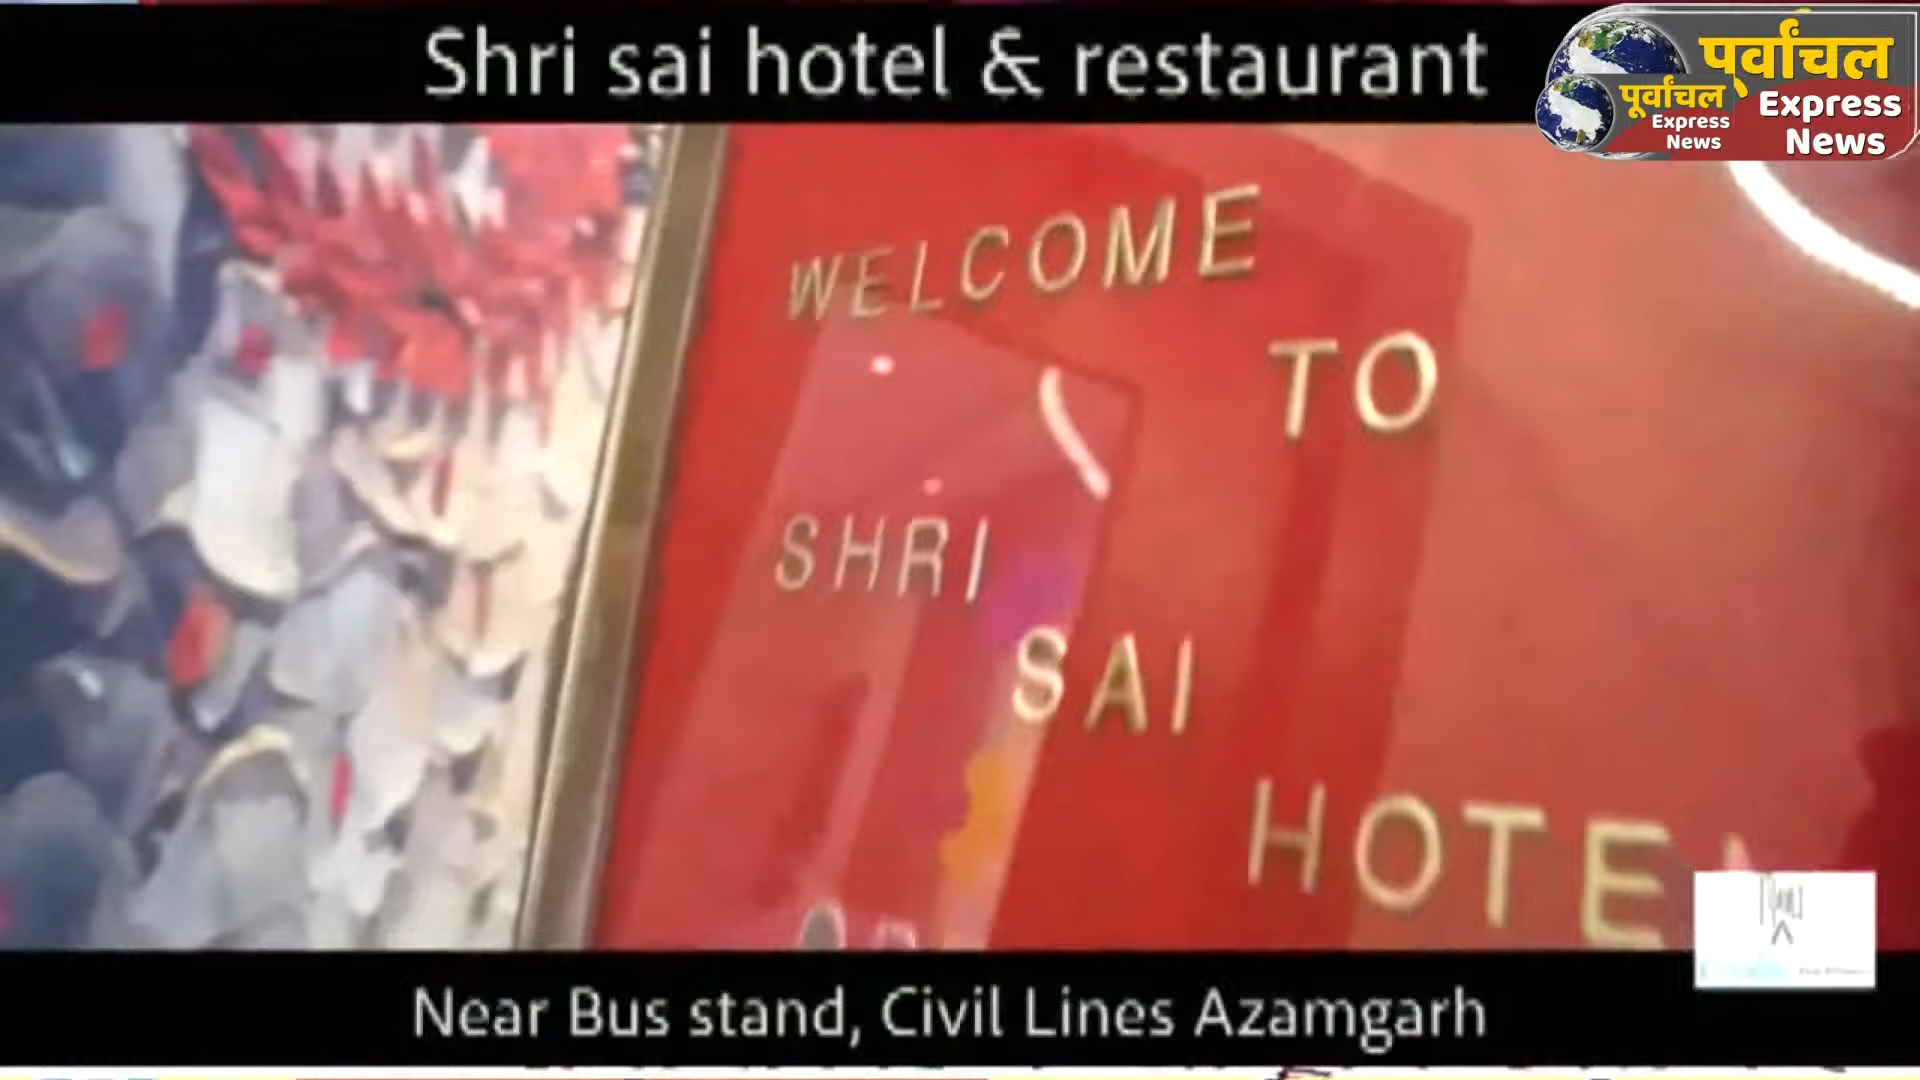 Shri sai hotel & restaurant
पूर्वांचल
Express
News
पूर्वांचल
Express
News
WELCOME
TO
SHRI
SAI
HOTEL
Near Bus stand, Civil Lines Azamgarh